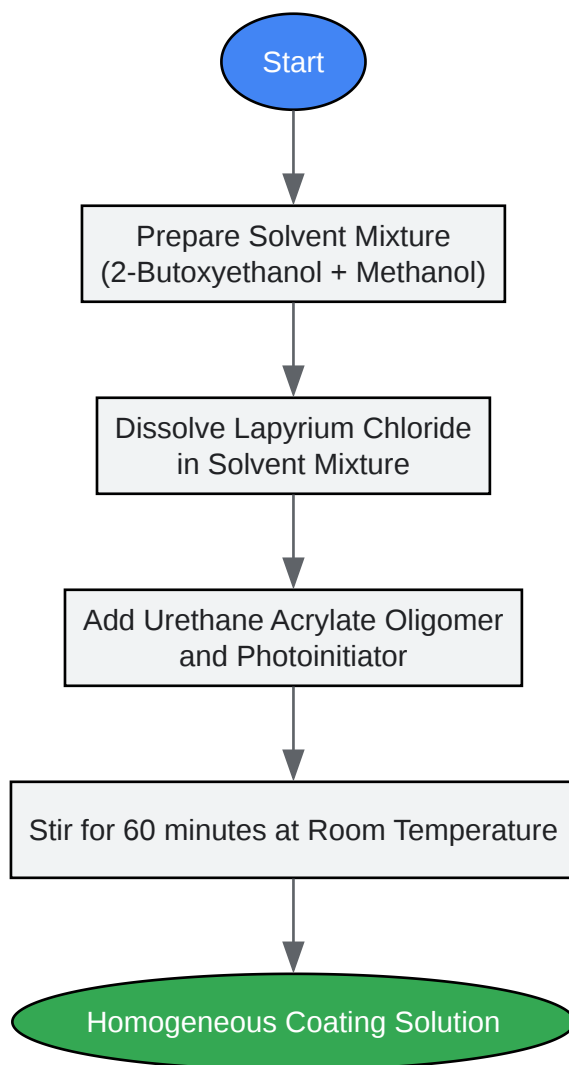 Start
Prepare Solvent Mixture
(2-Butoxyethanol + Methanol)
Dissolve Lapyrium Chloride
in Solvent Mixture
Add Urethane Acrylate Oligomer
and Photoinitiator
Stir for 60 minutes at Room Temperature
Homogeneous Coating Solution